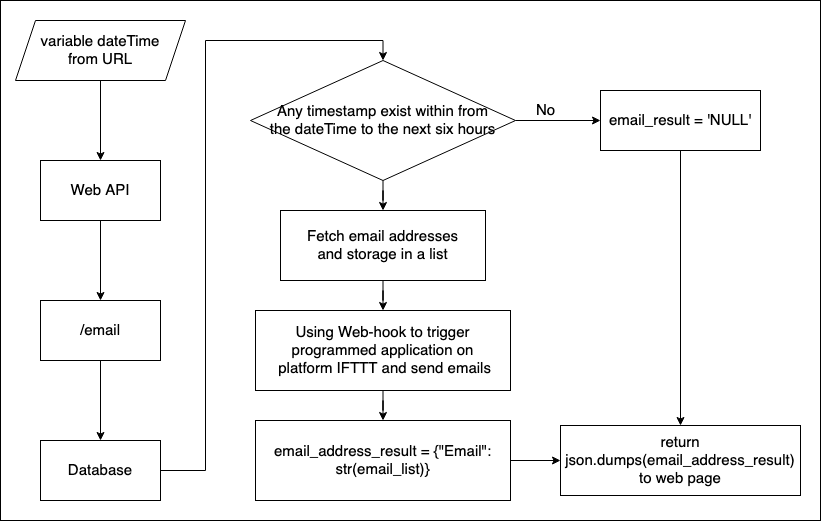 variable dateTime
from URL
Web API
/email
Database
Any timestamp exist within from
the dateTime to the next six hours
No
email_result = 'NULL'
Fetch email addresses
and storage in a list
Using Web-hook to trigger
programmed application on
platform IFTTT and send emails
email_address_result = {"Email":
str(email_list)}
return
json.dumps(email_address_result)
to web page